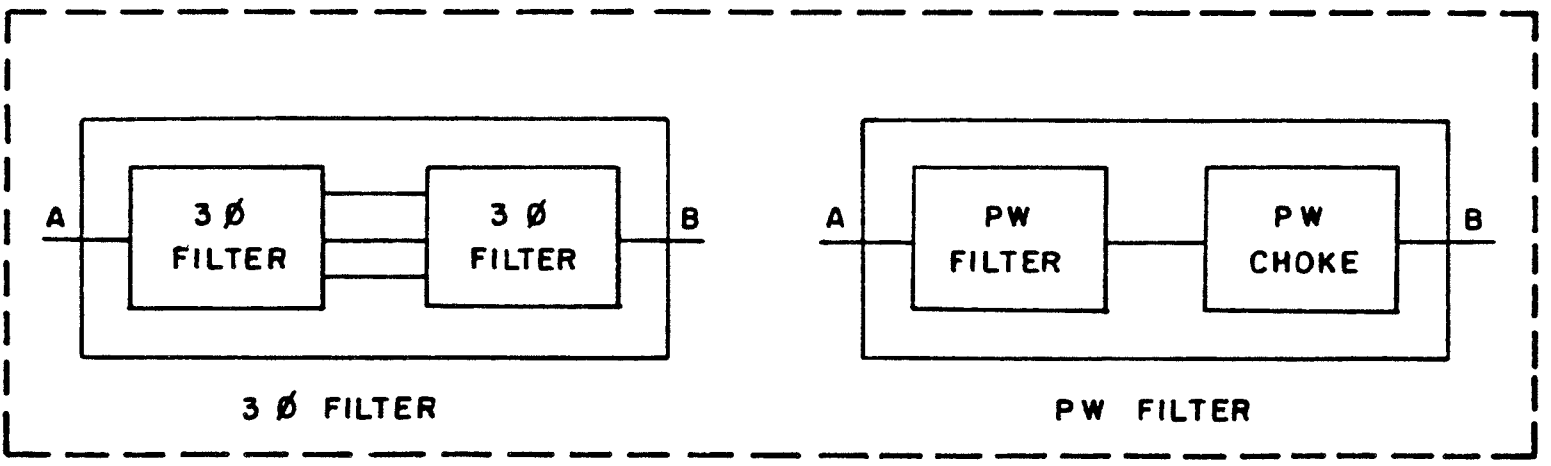 A
3 Ø
FILTER
3 Ø
FILTER
B
3 Ø FILTER
A
PW
FILTER
PW
CHOKE
B
PW FILTER